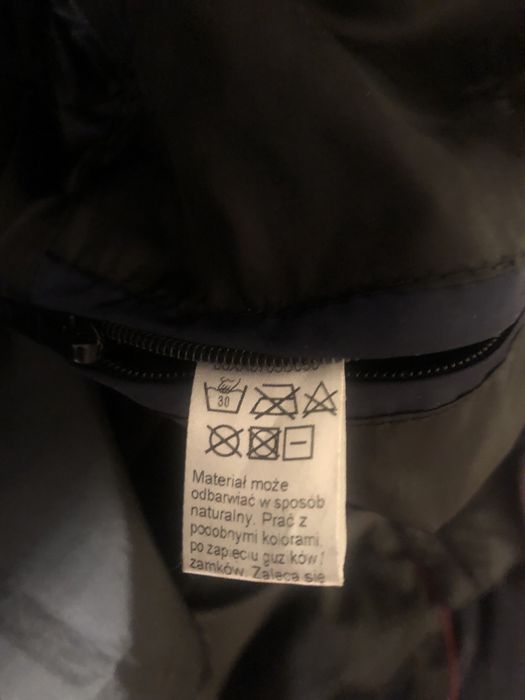 30
Materiał może
odbarwiać w sposób
naturalny. Prać z
podobnymi kolorami
po zapięciu guzików i
zamków. Zaleca się